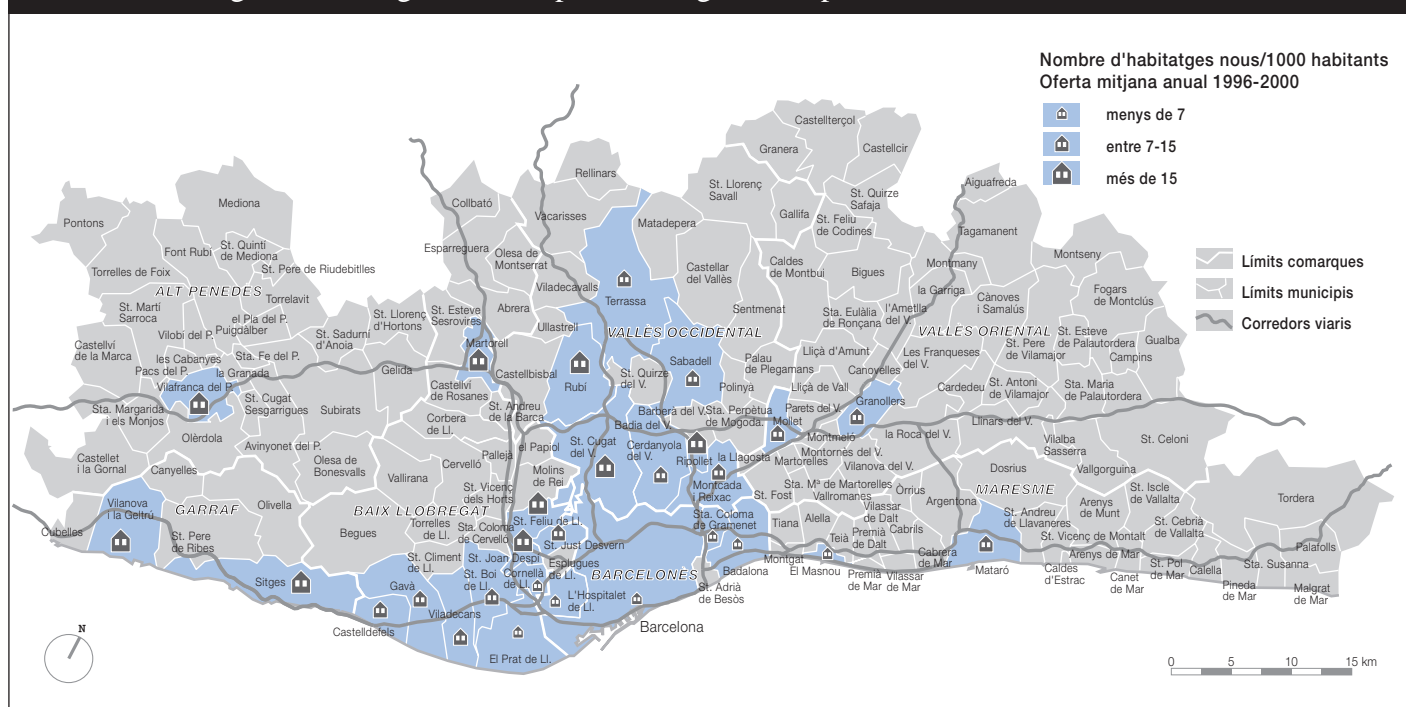 Nombre d'habitatges nous/1000 habitants
Oferta mitjana anual 1996-2000
menys de 7
entre 7-15
més de 15
Límits comarques
Límits municipis
Corredors viaris
Castellterçol
Granera
Castellcir
Rellinars
St. Llorenç
Savall
St. Quirze
Safaja
Aiguafreda
Mediona
Collbató
Vacarisses
Matadepera
Gallifa
St. Feliu
de Codines
Tagamanent
Pontons
Font Rubí
St. Quintí
de Mediona
Esparreguera
Olesa de
Montserrat
Castellar
del Vallès
Caldes
de Montbui
Bigues
Montmany
Montseny
Torrelles de Foix
St. Pere de Riudebitlles
Viladecavalls
Terrassa
la Garriga
Cànoves
i Samalús
Fogars
de Montclús
ALT PENEDES
Torrelavit
St. Martí
Sarroca
el Pla del P.
Puigdàlber
Vilobí del P.
St. Llorenç
d'Hortons
St. Esteve
Sesrovires
Abrera
Ullastrell
VALLÈS OCCIDENTAL
Sentmenat
Sta. Eulàlia
de Ronçana
l'Ametlla
del V.
VALLÈS ORIENTAL
St. Esteve
de Palautordera
St. Pere
de Vilamajor
Gualba
Campins
Castellví
de la Marca
les Cabanyes
Pacs del P.
Sta. Fe del P.
St. Sadurní
d'Anoia
Martorell
la Granada
Vilafranca del P.
Gelida
Castellbisbal
Rubí
St. Quirze
del V.
Sabadell
Palau
de Plegamans
Polinya
Lliçà d'Amunt
Lliçà de Vall
Canovelles
Les Franqueses
del V.
Cardedeu
St. Antoni
de Vilamajor
Sta. Maria
de Palautordera
Castellví
de Rosanes
Sta. Margarida
i els Monjos
St. Cugat
Sesgarrigues
Subirats
Corbera
de Ll.
St. Andreu
de la Barca
Barberà del V.
Badia del V.
Sta. Perpètua
de Mogoda
Mollet
Parets del V.
Granollers
Montmeló
la Roca del V.
Llinars del V.
Olèrdola
Avinyonet del P.
el Papiol
St. Cugat
del V.
Cerdanyola
del V.
Ripollet
la Llagosta
Martorelles
Montornès del V.
Vilanova del V.
Vilalba
Sasserra
St. Celoni
Castellet
i la Gornal
Canyelles
Olesa de
Bonesvalls
Vallirana
Cervelló
Pallejà
Molins
de Rei
Montcada
i Reixac
St. Fost
Sta. Mª de Martorelles
Vallromanes
Òrrius
Dosrius
Vallgorguina
MARESME
Vilanova
i la Geltrú
GARRAF
Olivella
BAIX LLOBREGAT
St. Vicenç
dels Horts
Argentona
St. Andreu
de Llavaneres
Arenys
de Munt
St. Iscle
de Vallalta
Tordera
Cubelles
St. Pere
de Ribes
Begues
Torrelles
de Ll.
Sta. Coloma
de Cervelló
St. Feliu de Ll.
St. Just Desvern
Sta. Coloma
de Gramenet
Tiana
Alella
Teià
Vilassar
de Dalt
Premià
de Dalt
Cabrils
Cabrera
de Mar
St. Vicenç de Montalt
St. Cebrià
de Vallalta
Palafolls
Sitges
Gavà
St. Climent
de Ll.
St. Boi
de Ll.
St. Joan Despí
Cornellà
de Ll.
Esplugues
de Ll.
BARCELONÈS
Badalona
Montgat
El Masnou
Premià
de Mar
Vilassar
de Mar
Mataró
Caldes
d'Estrac
Arenys de Mar
Canet
de Mar
St. Pol
de Mar
Calella
Pineda
de Mar
Sta. Susanna
Malgrat
de Mar
Castelldefels
Viladecans
L'Hospitalet
de Ll.
St. Adrià
de Besòs
El Prat de Ll.
Barcelona
N
0 5 10 15 km